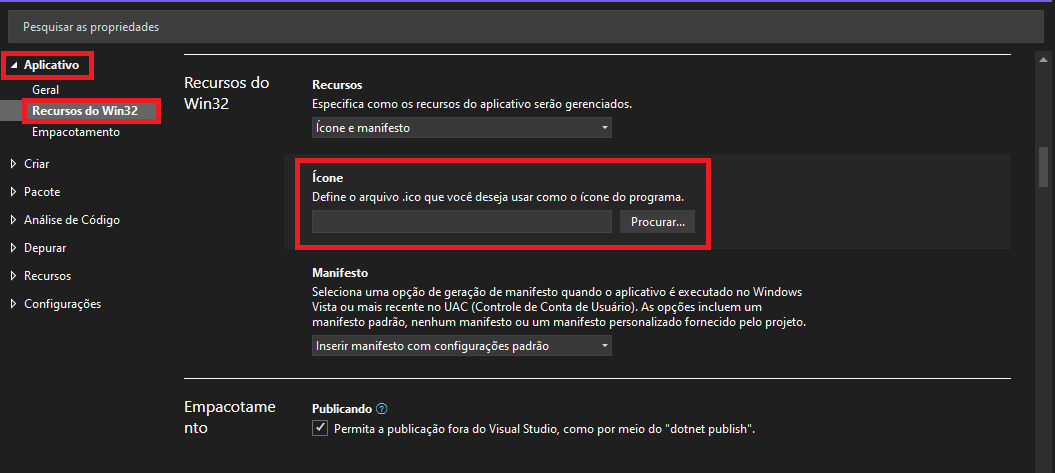 Pesquisar as propriedades
Aplicativo
Geral
Recursos do Win32
Empacotamento
Criar
Pacote
Análise de Código
Depurar
Recursos
Configurações
Recursos do
Win32
Recursos
Especifica como os recursos do aplicativo serão gerenciados.
Ícone e manifesto
Ícone
Define o arquivo .ico que você deseja usar como o ícone do programa.
Procurar...
Manifesto
Seleciona uma opção de geração de manifesto quando o aplicativo é executado no Windows
Vista ou mais recente no UAC (Controle de Conta de Usuário). As opções incluem um
manifesto padrão, nenhum manifesto ou um manifesto personalizado fornecido pelo projeto.
Inserir manifesto com configurações padrão
Empacotame
nto
Publicando
Permita a publicação fora do Visual Studio, como por meio do "dotnet publish".